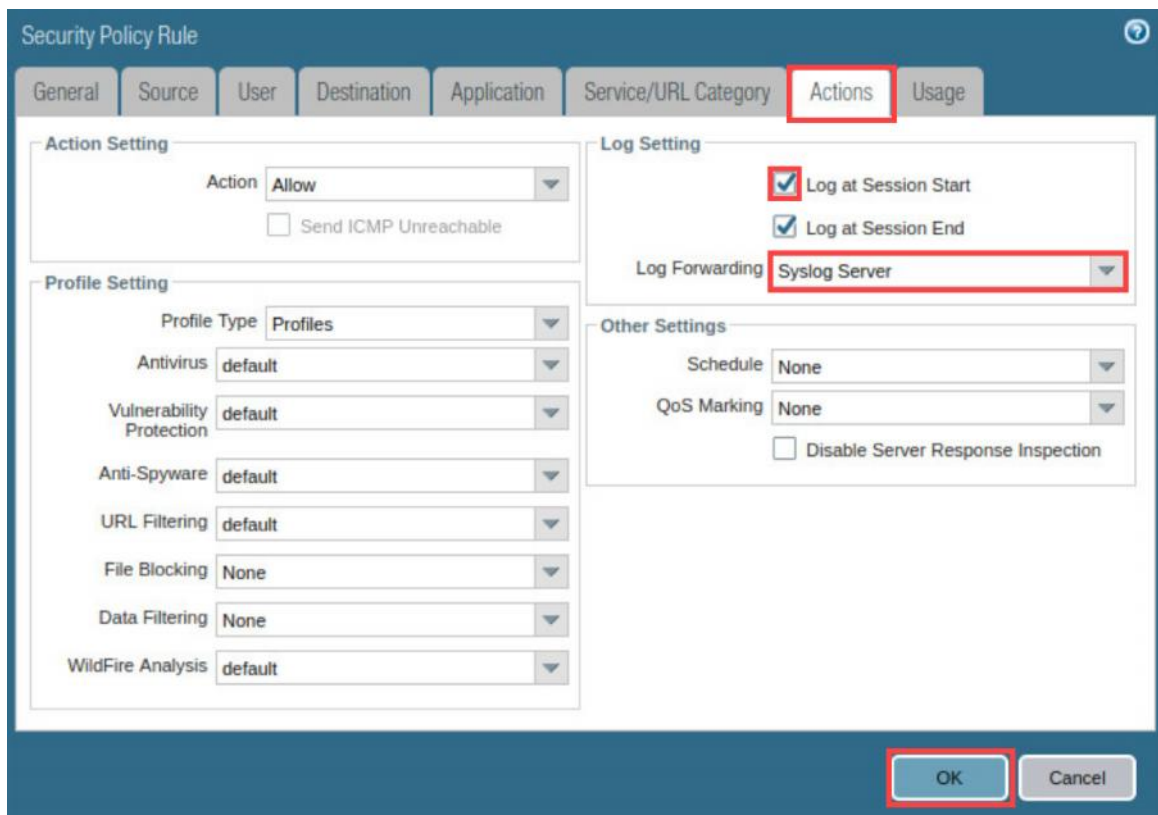 Security Policy Rule
General Source User Destination Application Service/URL Category Actions Usage
Action Setting
Action Allow
Send ICMP Unreachable
Profile Setting
Profile Type Profiles
Antivirus default
Vulnerability Protection default
Anti-Spyware default
URL Filtering default
File Blocking None
Data Filtering None
WildFire Analysis default
Log Setting
Log at Session Start
Log at Session End
Log Forwarding Syslog Server
Other Settings
Schedule None
QoS Marking None
Disable Server Response Inspection
OK Cancel